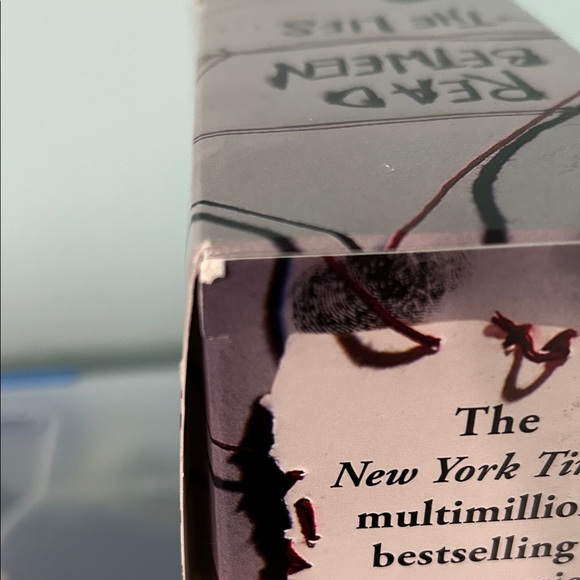 THE LIES
BETWEEN
READ
The
New York Ti
multimillio
bestselling